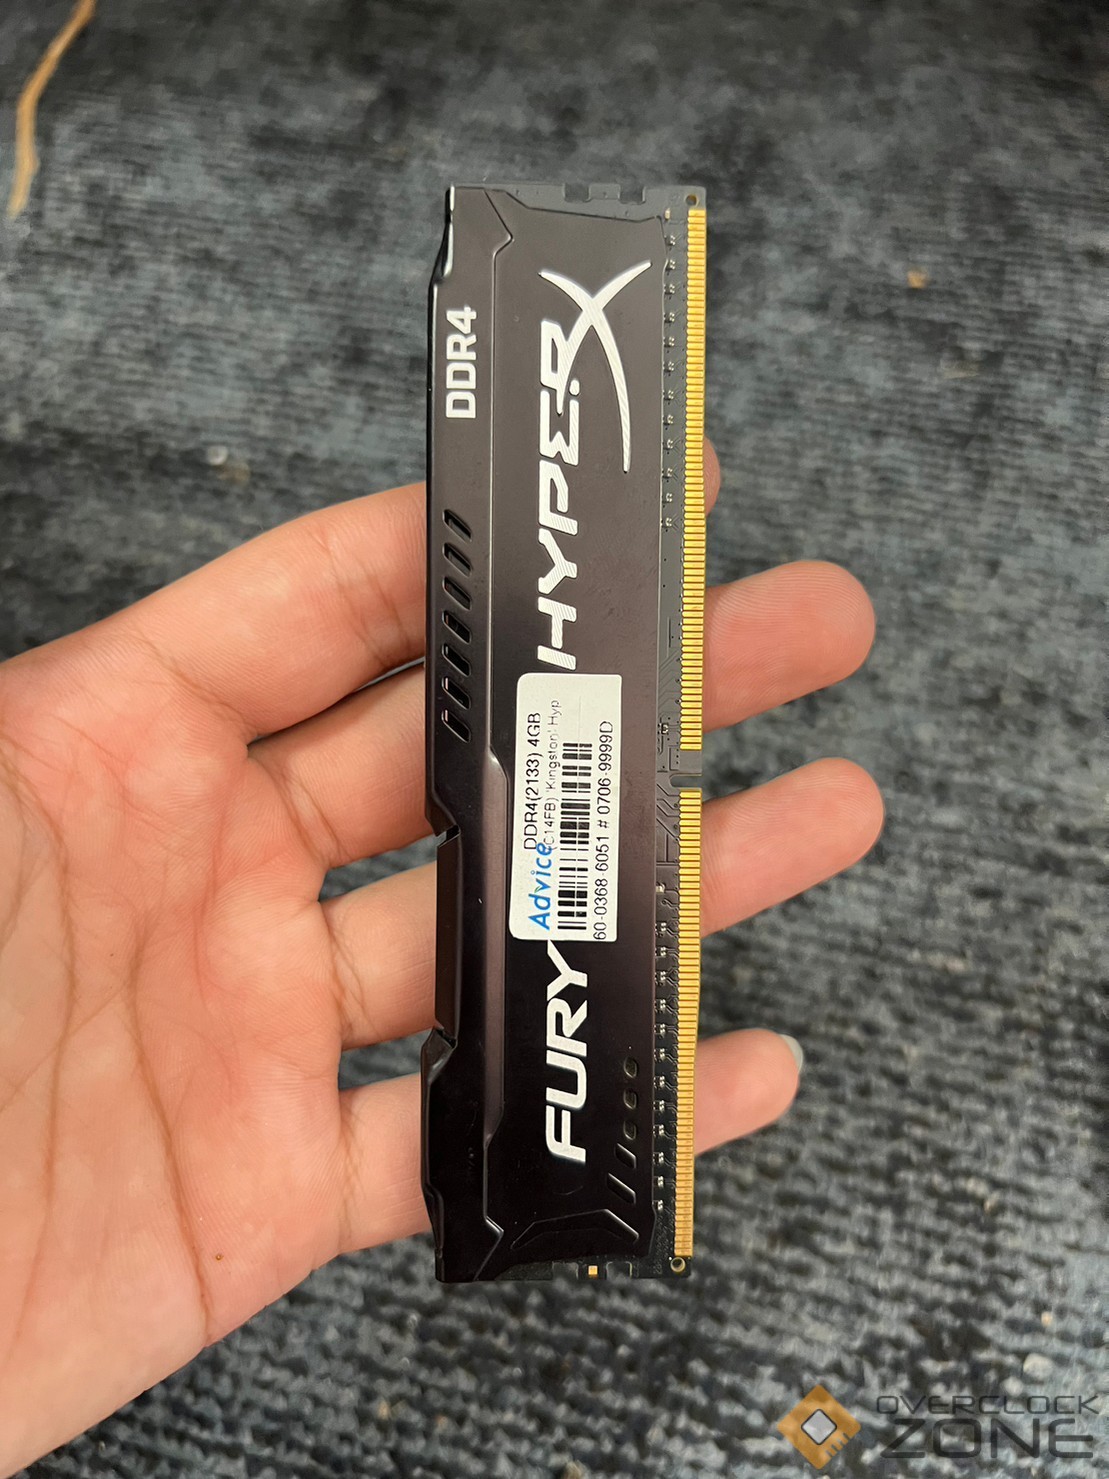 DDR4
HYPERX
FURY
DDR4(2133) 4GB
(C14FB) 'Kingston' Hyp
Advice
60-0368-6051 # 0706-9999D
OVERCLOCK
ZONE